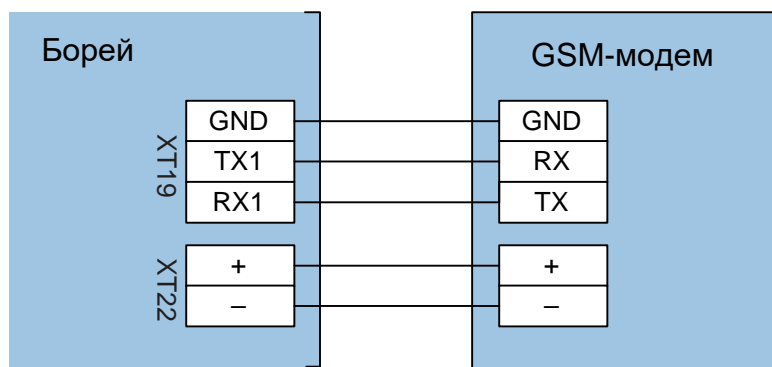 Борей
GSM-модем
XT19
GND
GND
TX1
RX
RX1
TX
XT22
+
+
–
–